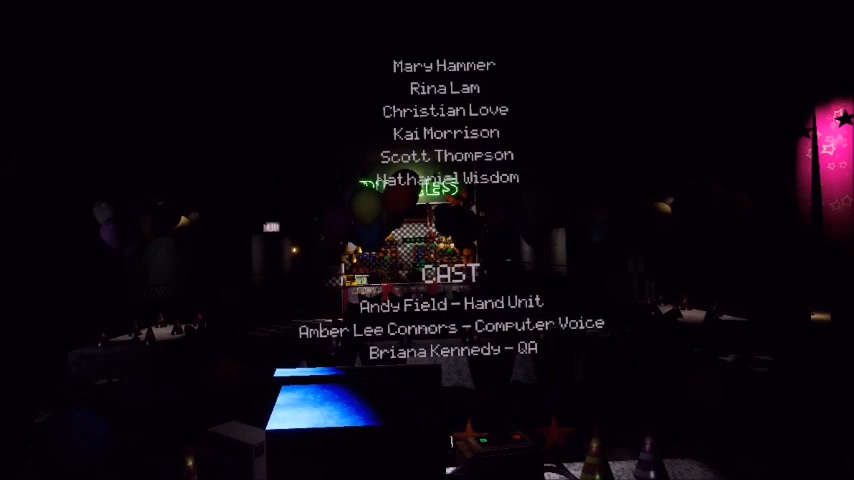 Mary Hammer
Rina Lam
Christian Love
Kai Morrison
Scott Thompson
Nathaniel Wisdom
EXIT
CAST
Andy Field - Hand Unit
Amber Lee Connors - Computer Voice
Briana Kennedy - QA